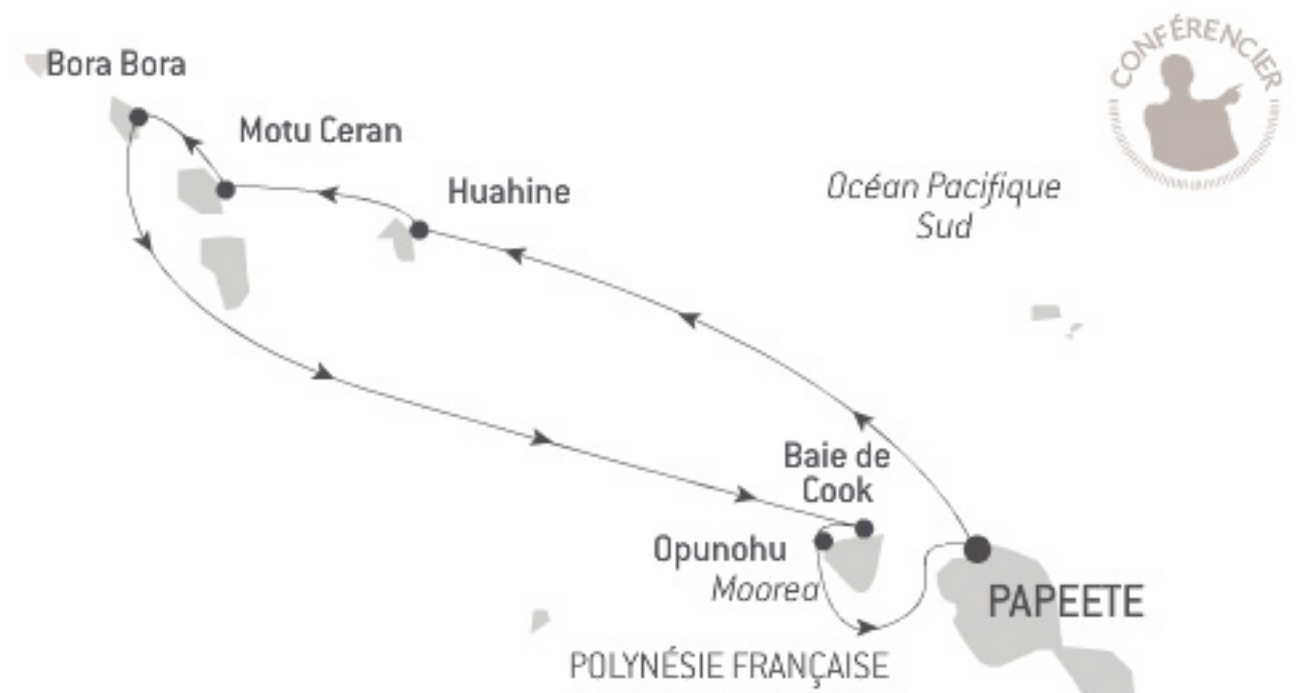 CONFÉRENCIER
Bora Bora
Motu Ceran
Huahine
Océan Pacifique
Sud
Baie de
Cook
Opunohu
Moorea
PAPEETE
POLYNÉSIE FRANÇAISE